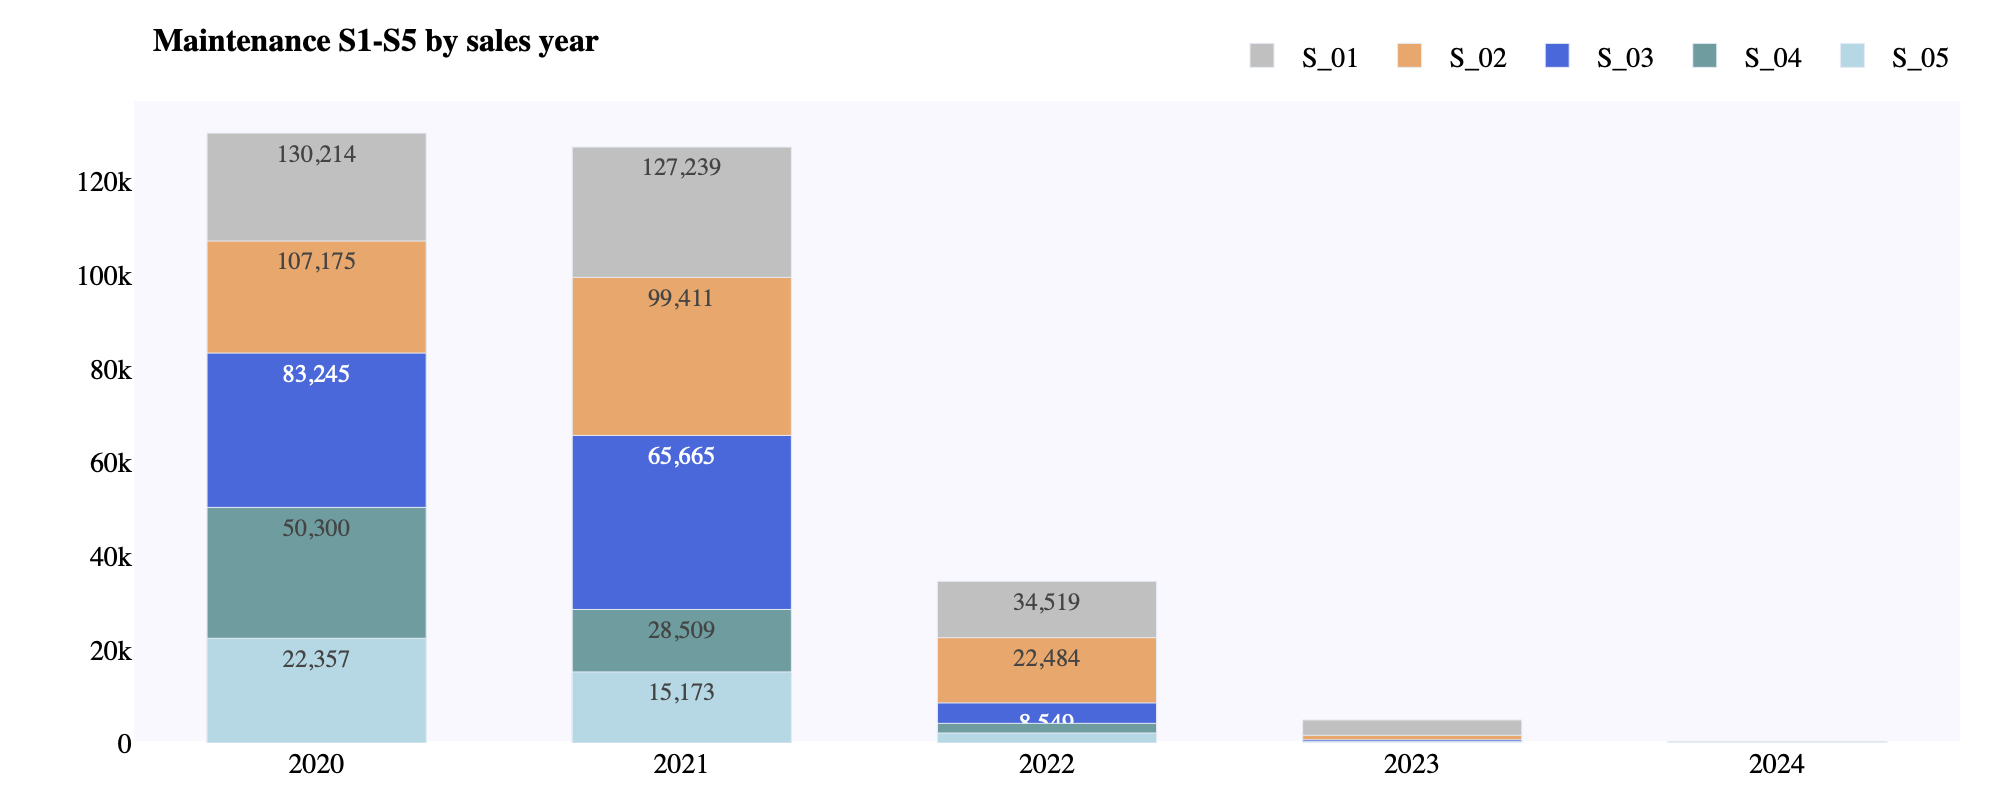 Maintenance S1-S5 by sales year
S_01 S_02 S_03 S_04 S_05
120k
100k
80k
60k
40k
20k
0
130,214
107,175
83,245
50,300
22,357
127,239
99,411
65,665
28,509
15,173
34,519
22,484
8,549
2020 2021 2022 2023 2024